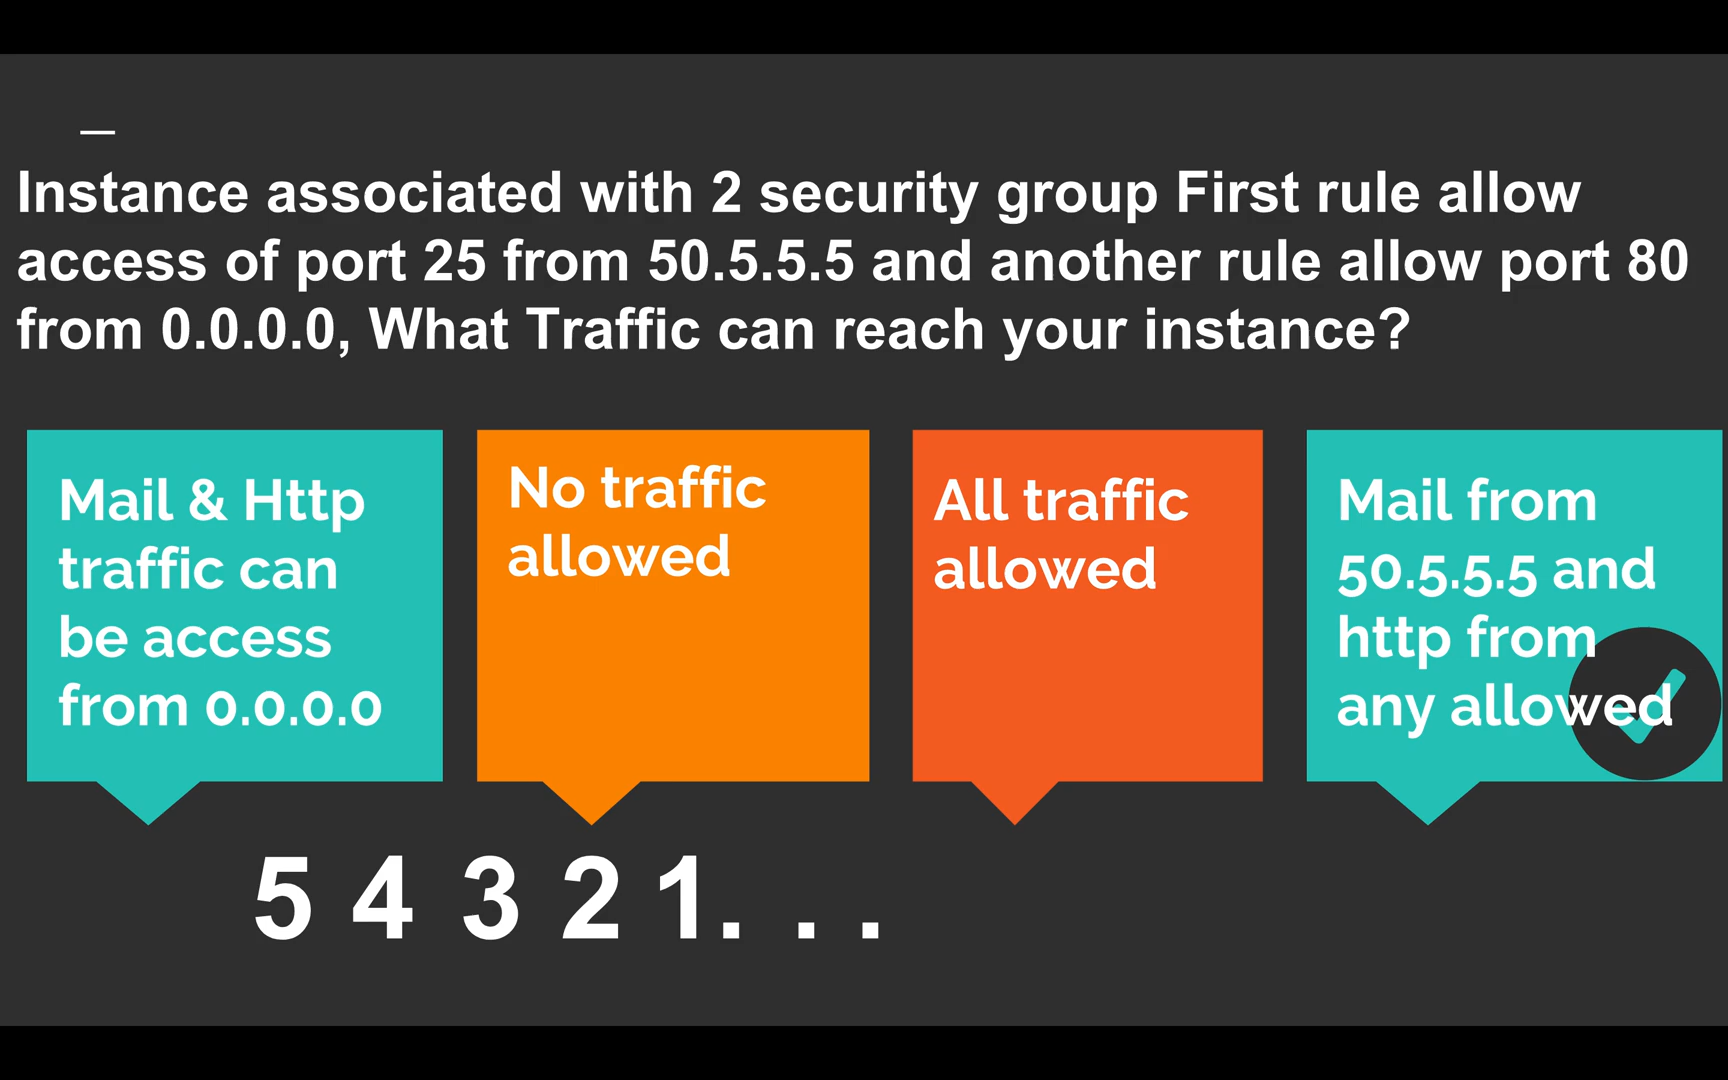 Instance associated with 2 security group First rule allow
access of port 25 from 50.5.5.5 and another rule allow port 80
from 0.0.0.0, What Traffic can reach your instance?
Mail & Http
traffic can
be access
from 0.0.0.0
No traffic
allowed
All traffic
allowed
Mail from
50.5.5.5 and
http from
any allowed
5 4 3 2 1. . .